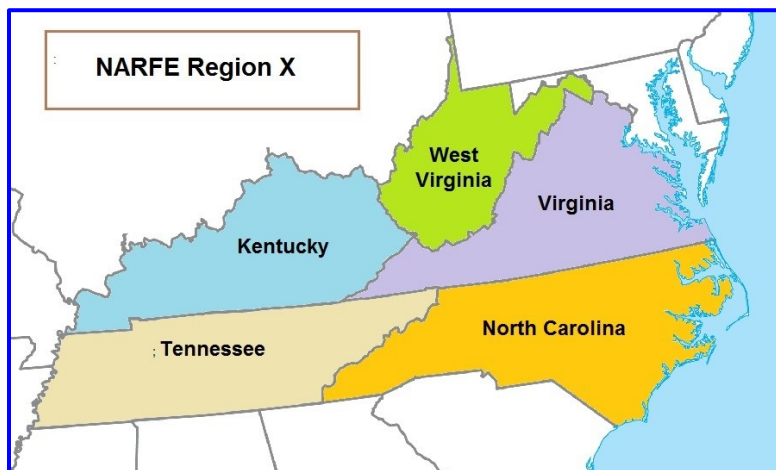 NARFE Region X
:
West
Virginia
Virginia
Kentucky
North Carolina
; Tennessee